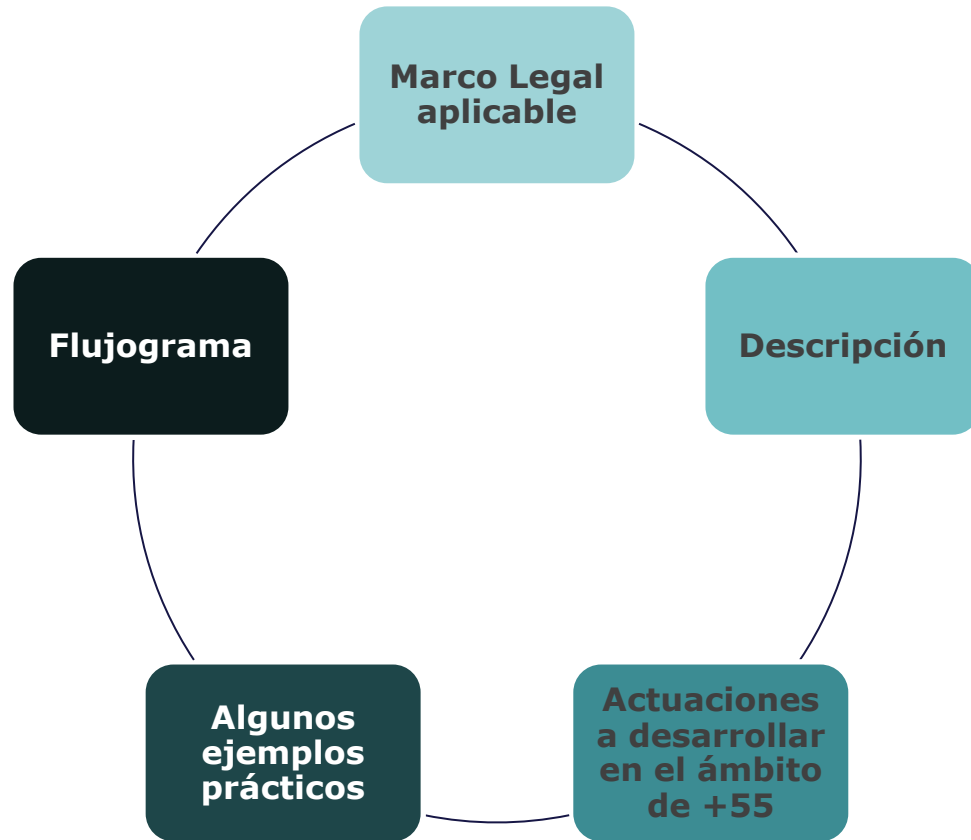 Marco Legal
aplicable
Descripción
Actuaciones
a desarrollar
en el ámbito
de +55
Algunos
ejemplos
prácticos
Flujograma